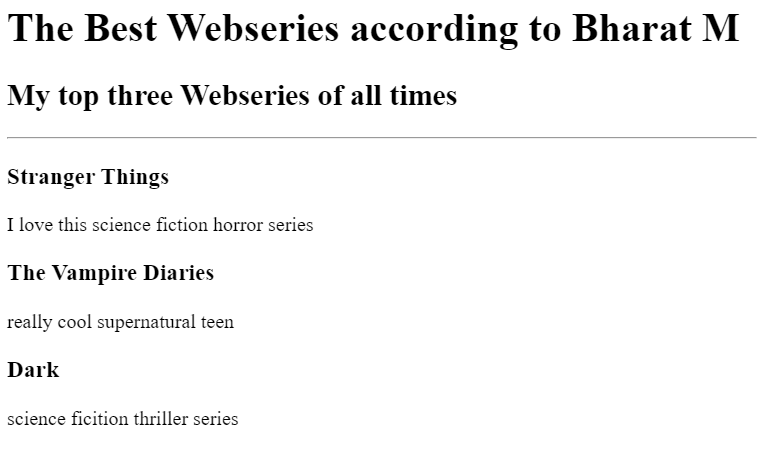 The Best Webseries according to Bharat M
My top three Webseries of all times
Stranger Things
I love this science fiction horror series
The Vampire Diaries
really cool supernatural teen
Dark
science ficition thriller series